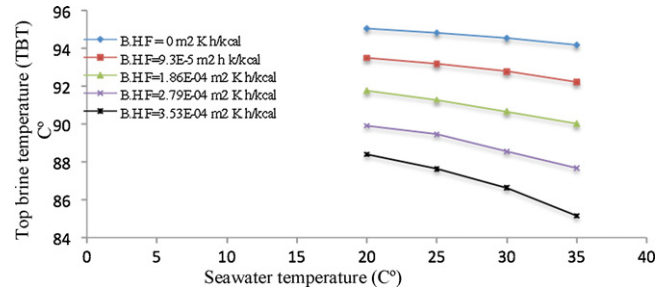 Top brine temperature (TBT)
C°
96
94
92
90
88
86
84
B.H.F = 0 m2 K h/kcal
B.H.F=9.3E-5 m2 h k/kcal
B.H.F=1.86E-04 m2 K h/kcal
B.H.F=2.79E-04 m2 K h/kcal
B.H.F=3.53E-04 m2 K h/kcal
0 5 10 15 20 25 30 35 40
Seawater temperature (C°)